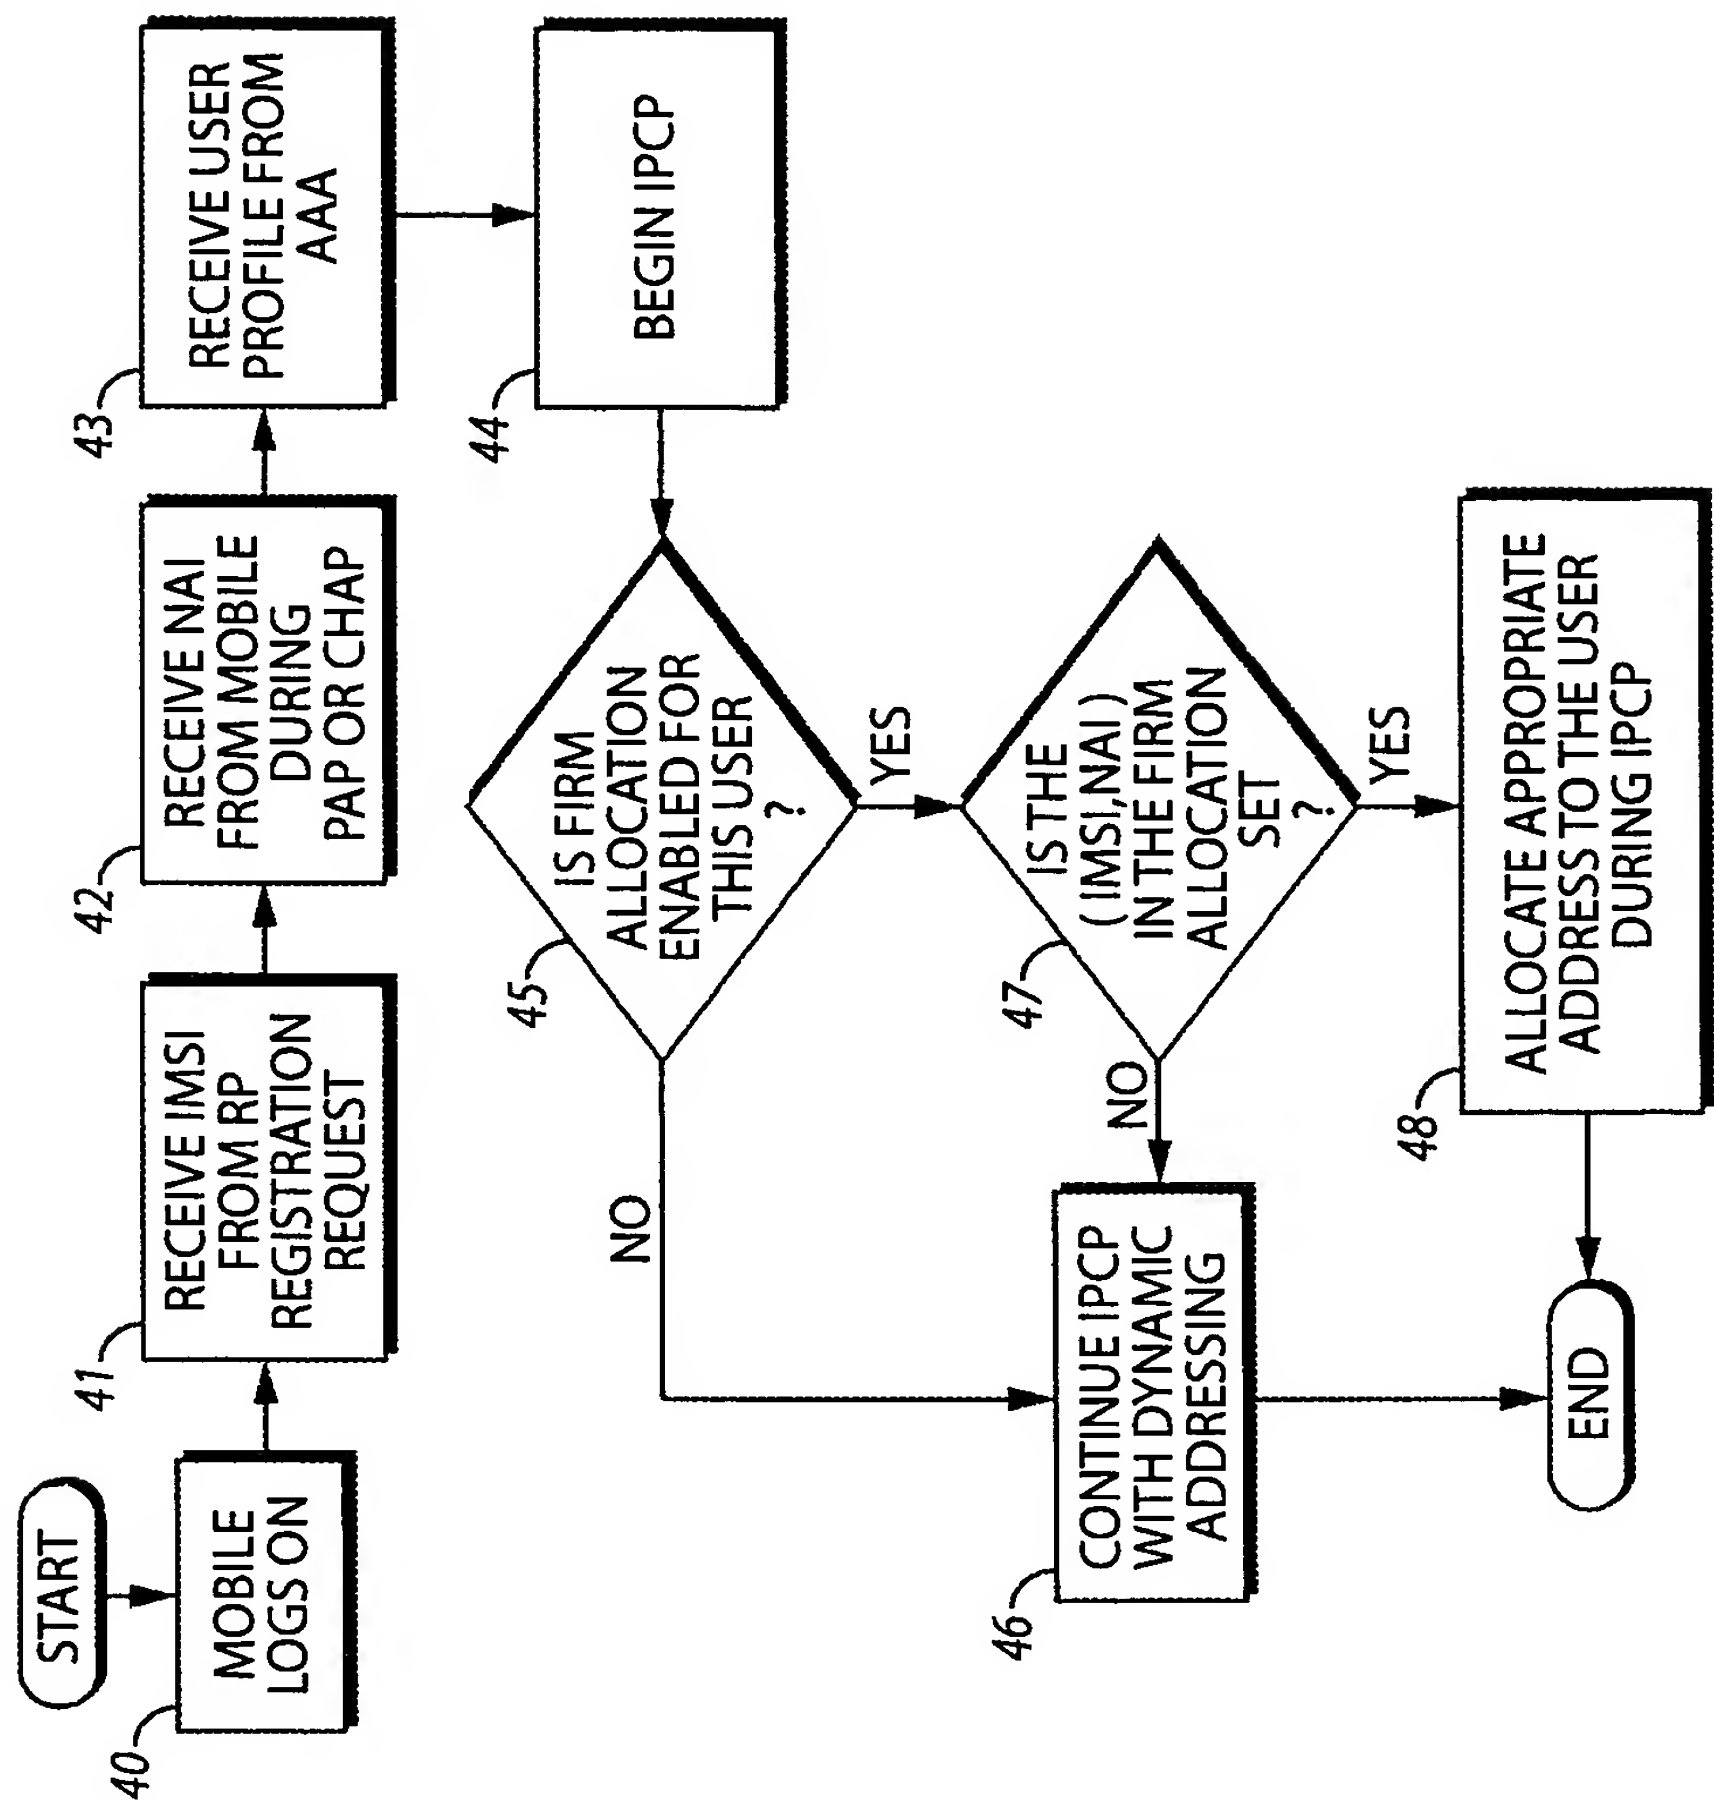 START
40
MOBILE
LOGS ON
41
RECEIVE IMSI
FROM RP
REGISTRATION
REQUEST
42
RECEIVE NAI
FROM MOBILE
DURING
PAP OR CHAP
43
RECEIVE USER
PROFILE FROM
AAA
44
BEGIN IPCP
45
IS FIRM
ALLOCATION
ENABLED FOR
THIS USER
?
NO
YES
46
CONTINUE IPCP
WITH DYNAMIC
ADDRESSING
47
IS THE
(IMSI,NAI)
IN THE FIRM
ALLOCATION
SET
?
NO
YES
48
ALLOCATE APPROPRIATE
ADDRESS TO THE USER
DURING IPCP
END